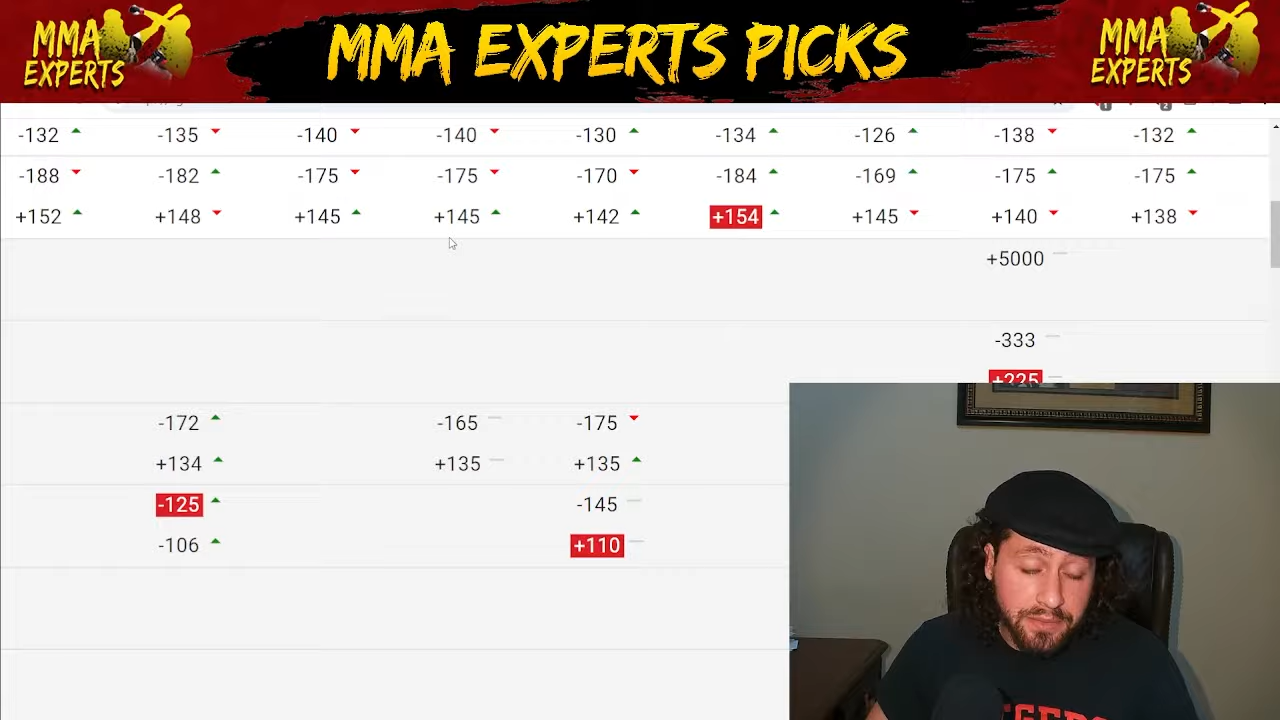 MMA EXPERTS
MMA EXPERTS PICKS
MMA EXPERTS
-132 -135 -140 -140 -130 -134 -126 -138 -132
-188 -182 -175 -175 -170 -184 -169 -175 -175
+152 +148 +145 +145 +142 +154 +145 +140 +138
+5000
-333
+225
-172 -165 -175
+134 +135 +135
-125 -145
-106 +110